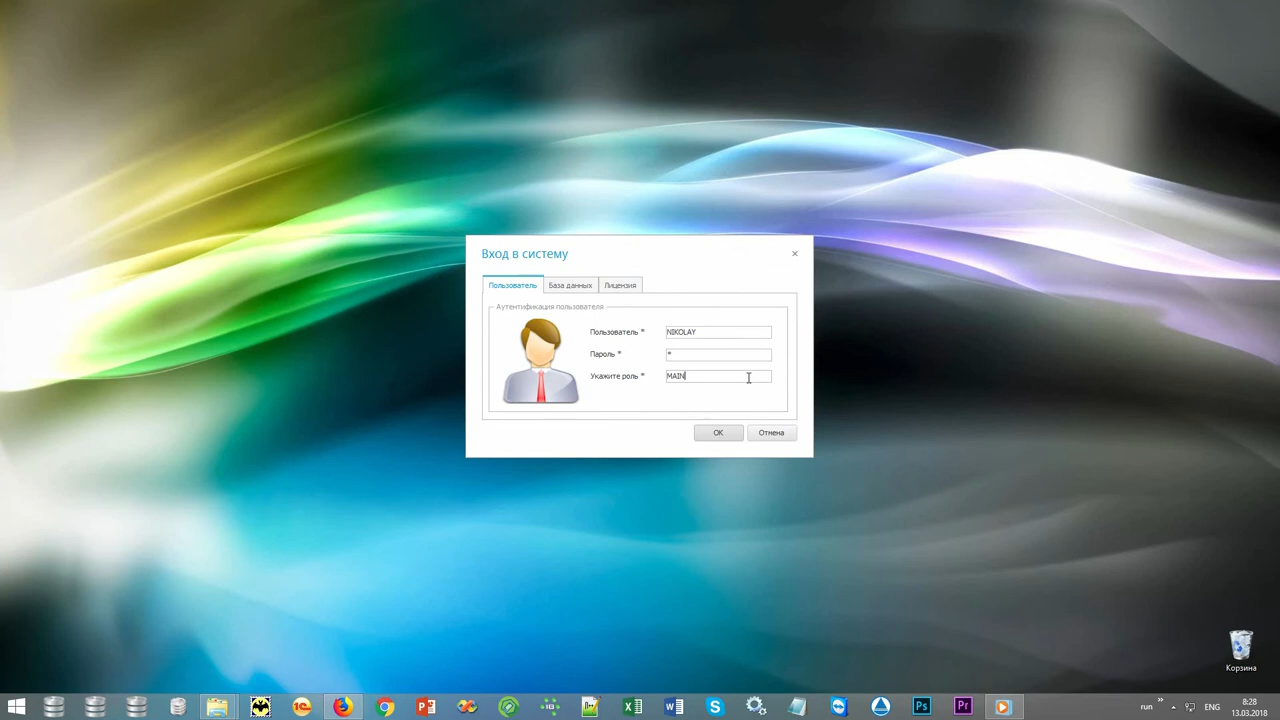 Вход в систему
Пользователь
База данных
Лицензия
Аутентификация пользователя
Пользователь *
NIKOLAY
Пароль *
*
Укажите роль *
MAIN
OK
Отмена
Корзина
run
ENG
8:28
13.03.2018